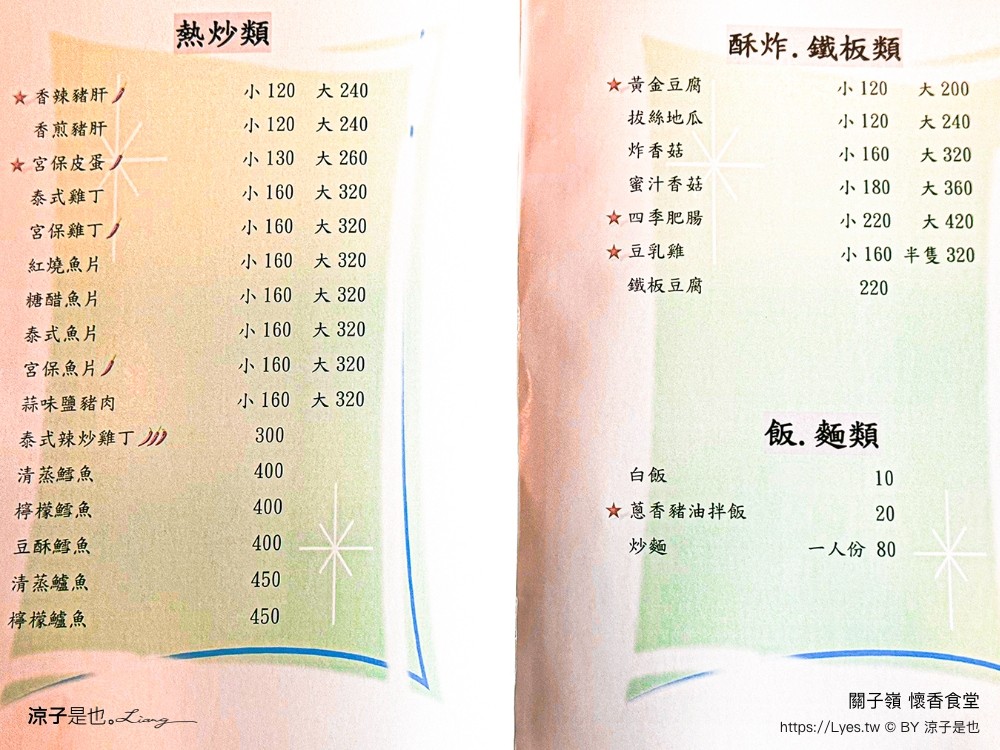 熱炒類
香辣豬肝 小 120 大 240
香煎豬肝 小 120 大 240
宮保皮蛋 小 130 大 260
泰式雞丁 小 160 大 320
宮保雞丁 小 160 大 320
紅燒魚片 小 160 大 320
糖醋魚片 小 160 大 320
泰式魚片 小 160 大 320
宮保魚片 小 160 大 320
蒜味鹽豬肉 小 160 大 320
泰式辣炒雞丁 300
清蒸鱈魚 400
檸檬鱈魚 400
豆酥鱈魚 400
清蒸鱸魚 450
檸檬鱸魚 450
酥炸.鐵板類
黃金豆腐 小 120 大 200
拔絲地瓜 小 120 大 240
炸香菇 小 160 大 320
蜜汁香菇 小 180 大 360
四季肥腸 小 220 大 420
豆乳雞 小 160 半隻 320
鐵板豆腐 220
飯.麵類
白飯 10
蔥香豬油拌飯 20
炒麵 一人份 80
涼子是也。Liang
關子嶺 懷香食堂
https://Lyes.tw © BY 涼子是也